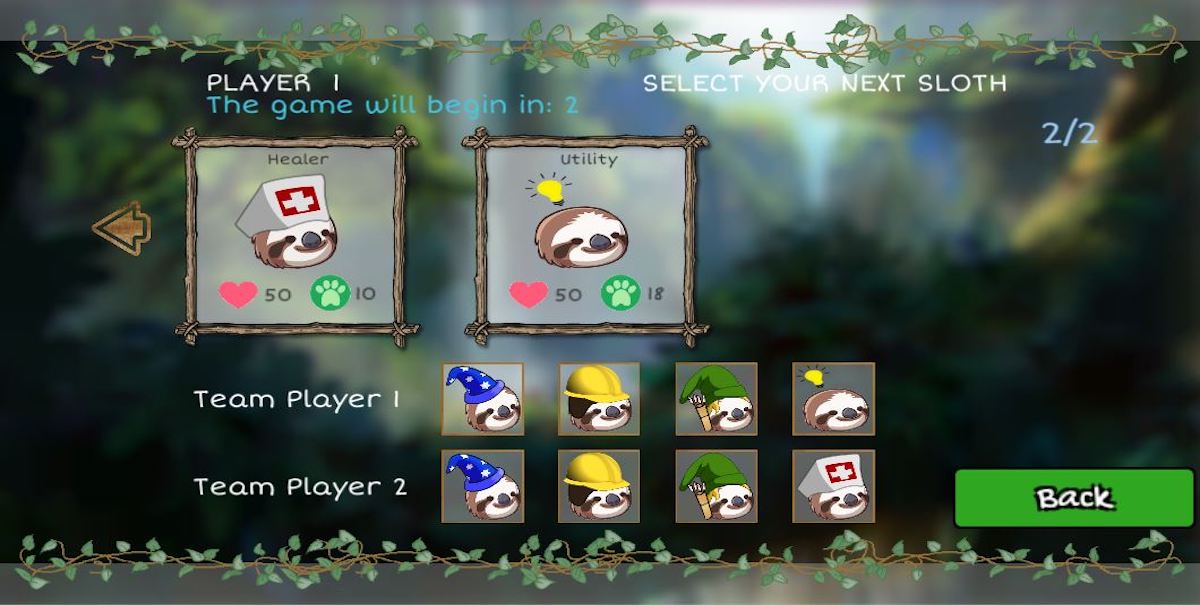 PLAYER 1
SELECT YOUR NEXT SLOTH
The game will begin in: 2
2/2
Healer
Utility
50
10
50
18
Team Player 1
Team Player 2
Back